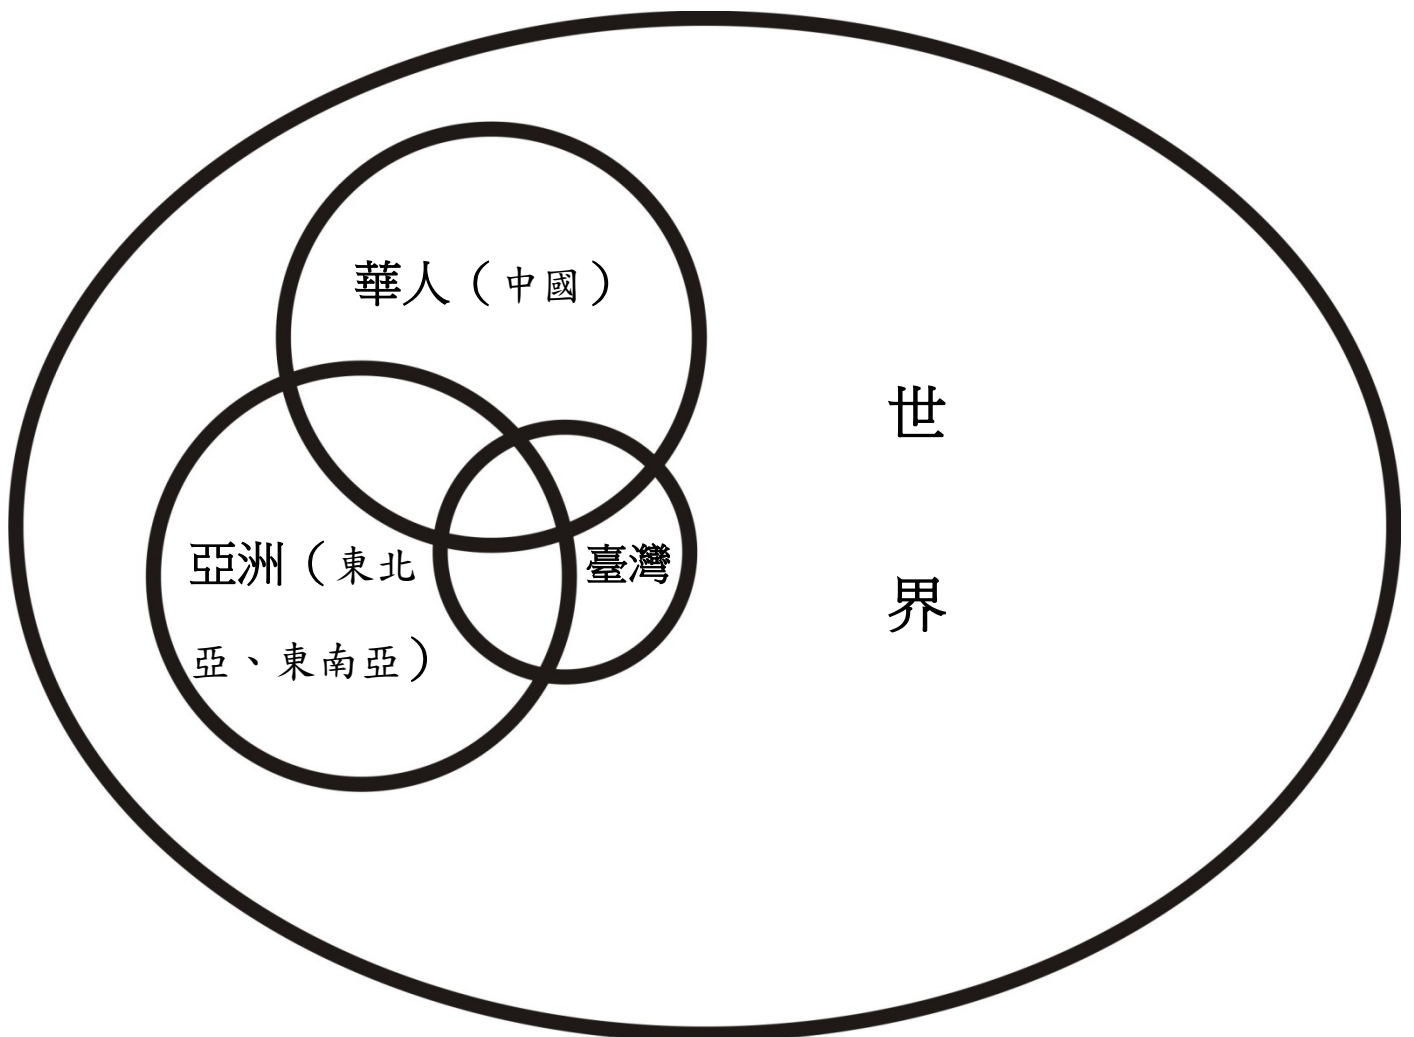 華人（中國）
世
界
亞洲（東北
亞、東南亞）
臺灣